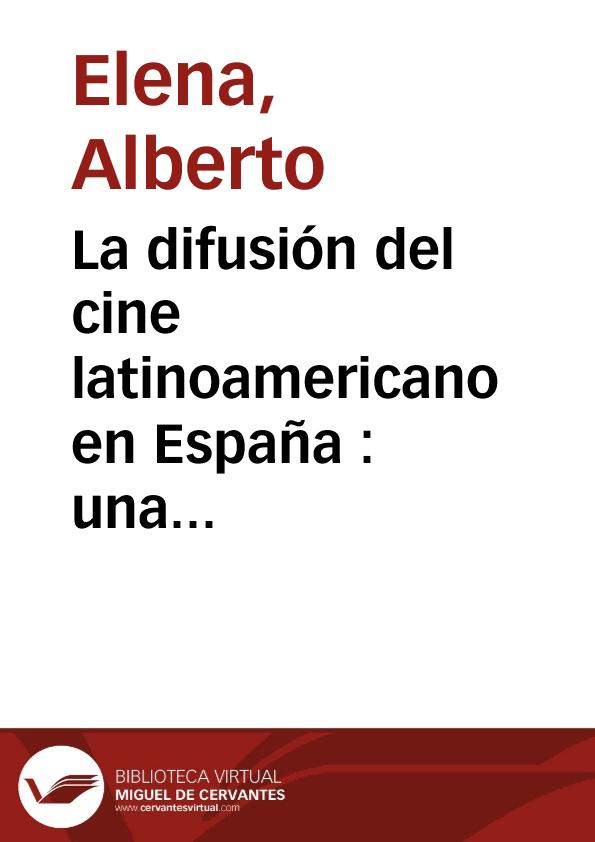 Elena,
Alberto
La difusión del
cine
latinoamericano
en España :
una...
BIBLIOTECA VIRTUAL
MIGUEL DE CERVANTES
www.cervantesvirtual.com